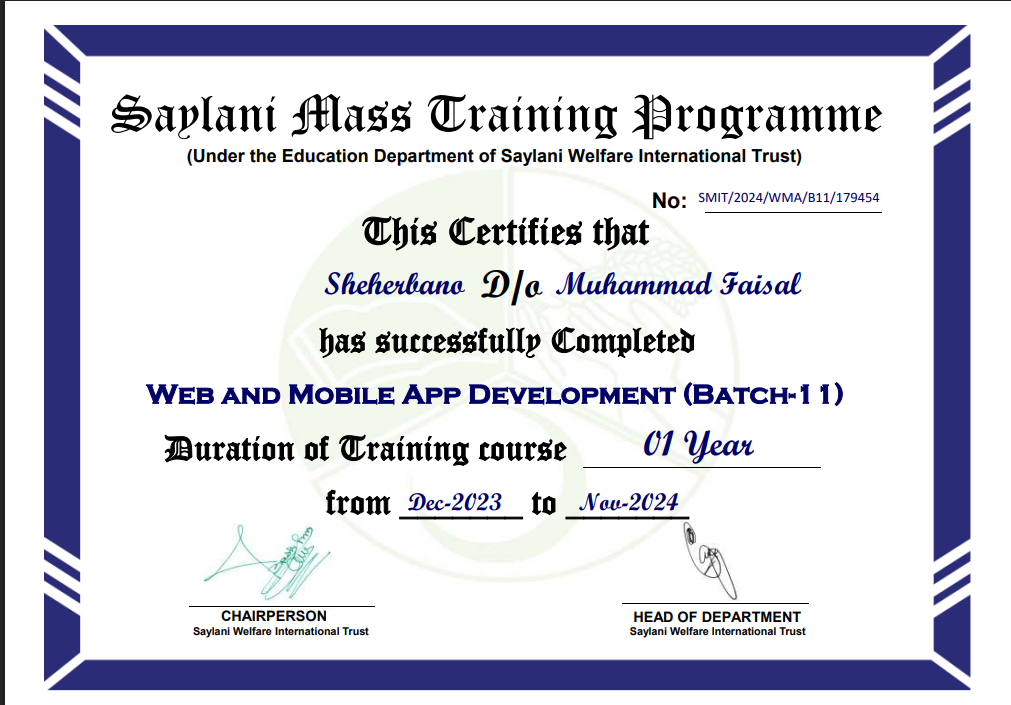 Saylani Mass Training Programme
(Under the Education Department of Saylani Welfare International Trust)
No: SMIT/2024/WMA/B11/179454
This Certifies that
Sheherbano D/o Muhammad Faisal
has successfully Completed
Web and Mobile App Development (Batch-11)
Duration of Training course 01 Year
from Dec-2023 to Nov-2024
CHAIRPERSON
Saylani Welfare International Trust
HEAD OF DEPARTMENT
Saylani Welfare International Trust